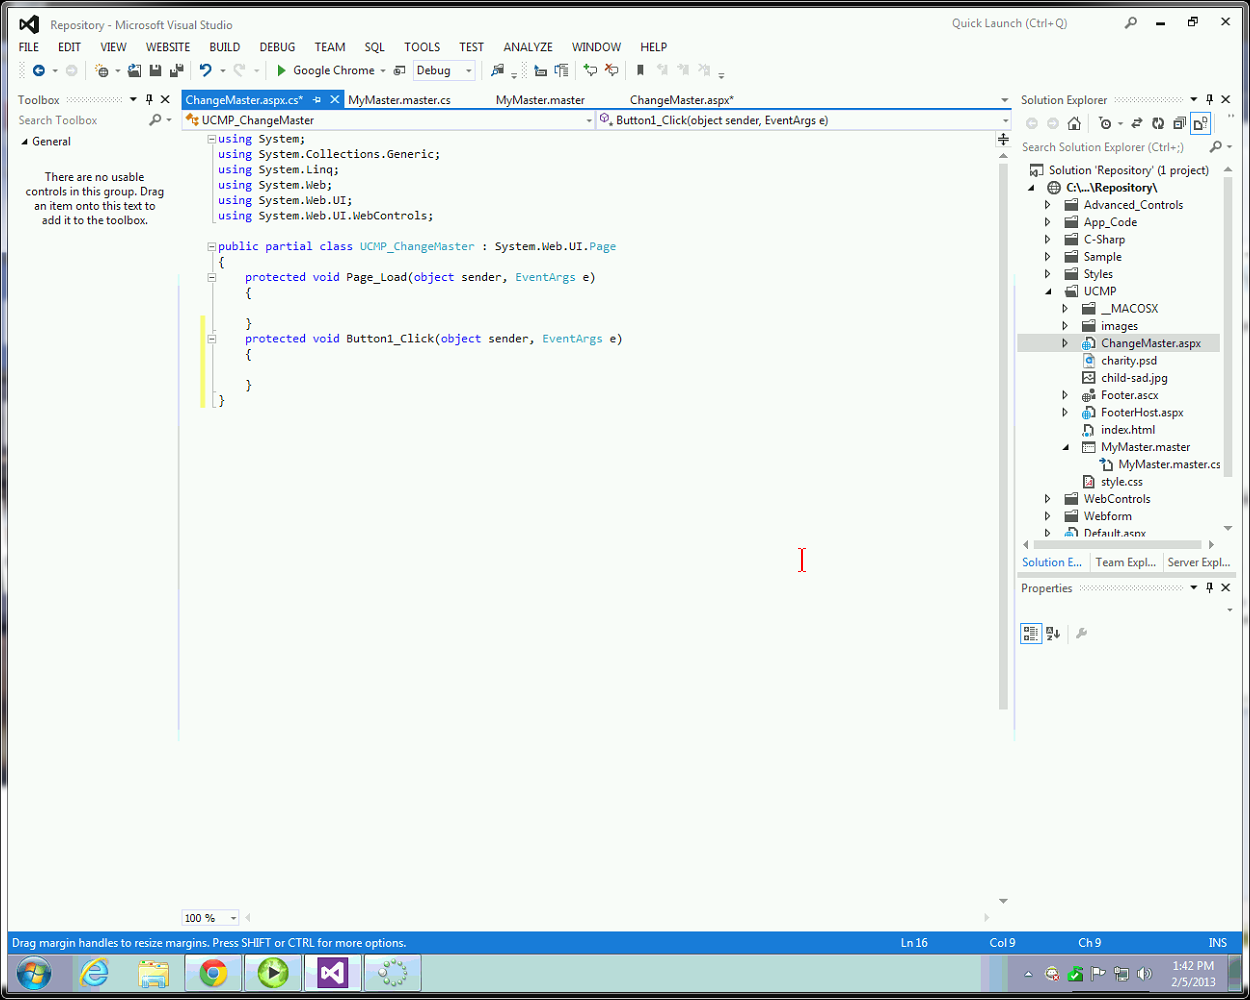 Repository - Microsoft Visual Studio
Quick Launch (Ctrl+Q)
FILE EDIT VIEW WEBSITE BUILD DEBUG TEAM SQL TOOLS TEST ANALYZE WINDOW HELP
Google Chrome Debug
Toolbox
Search Toolbox
General
There are no usable
controls in this group. Drag
an item onto this text to
add it to the toolbox.
ChangeMaster.aspx.cs* MyMaster.master.cs MyMaster.master ChangeMaster.aspx*
UCMP_ChangeMaster Button1_Click(object sender, EventArgs e)
using System;
using System.Collections.Generic;
using System.Linq;
using System.Web;
using System.Web.UI;
using System.Web.UI.WebControls;
public partial class UCMP_ChangeMaster : System.Web.UI.Page
{
protected void Page_Load(object sender, EventArgs e)
{
}
protected void Button1_Click(object sender, EventArgs e)
{
}
}
100 %
Solution Explorer
Search Solution Explorer (Ctrl+;)
Solution 'Repository' (1 project)
C:\...\Repository\
Advanced_Controls
App_Code
C-Sharp
Sample
Styles
UCMP
__MACOSX
images
ChangeMaster.aspx
charity.psd
child-sad.jpg
Footer.ascx
FooterHost.aspx
index.html
MyMaster.master
MyMaster.master.cs
style.css
WebControls
Webform
Default.aspx
Solution E... Team Expl... Server Expl...
Properties
Drag margin handles to resize margins. Press SHIFT or CTRL for more options.
Ln 16 Col 9 Ch 9 INS
1:42 PM
2/5/2013